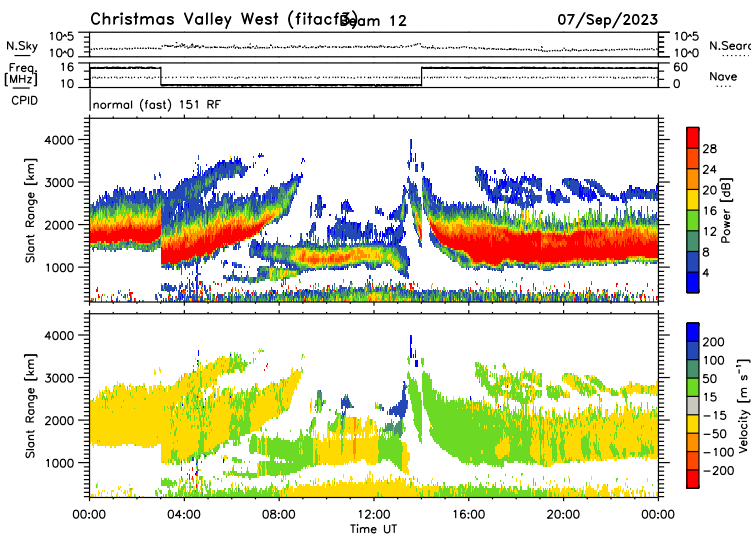 Christmas Valley West (fitacf3) Beam 12 07/Sep/2023
N.Sky 10^5 10^0 10^5 10^0 N.Searc
Freq [MHz] 16 10 60 0 Nave
CPID normal (fast) 151 RF
Slant Range [km] 4000 3000 2000 1000
28 24 20 16 12 8 4 Power [dB]
Slant Range [km] 4000 3000 2000 1000
200 100 50 15 -15 -50 -100 -200 Velocity [m s⁻¹]
00:00 04:00 08:00 12:00 16:00 20:00 00:00
Time UT